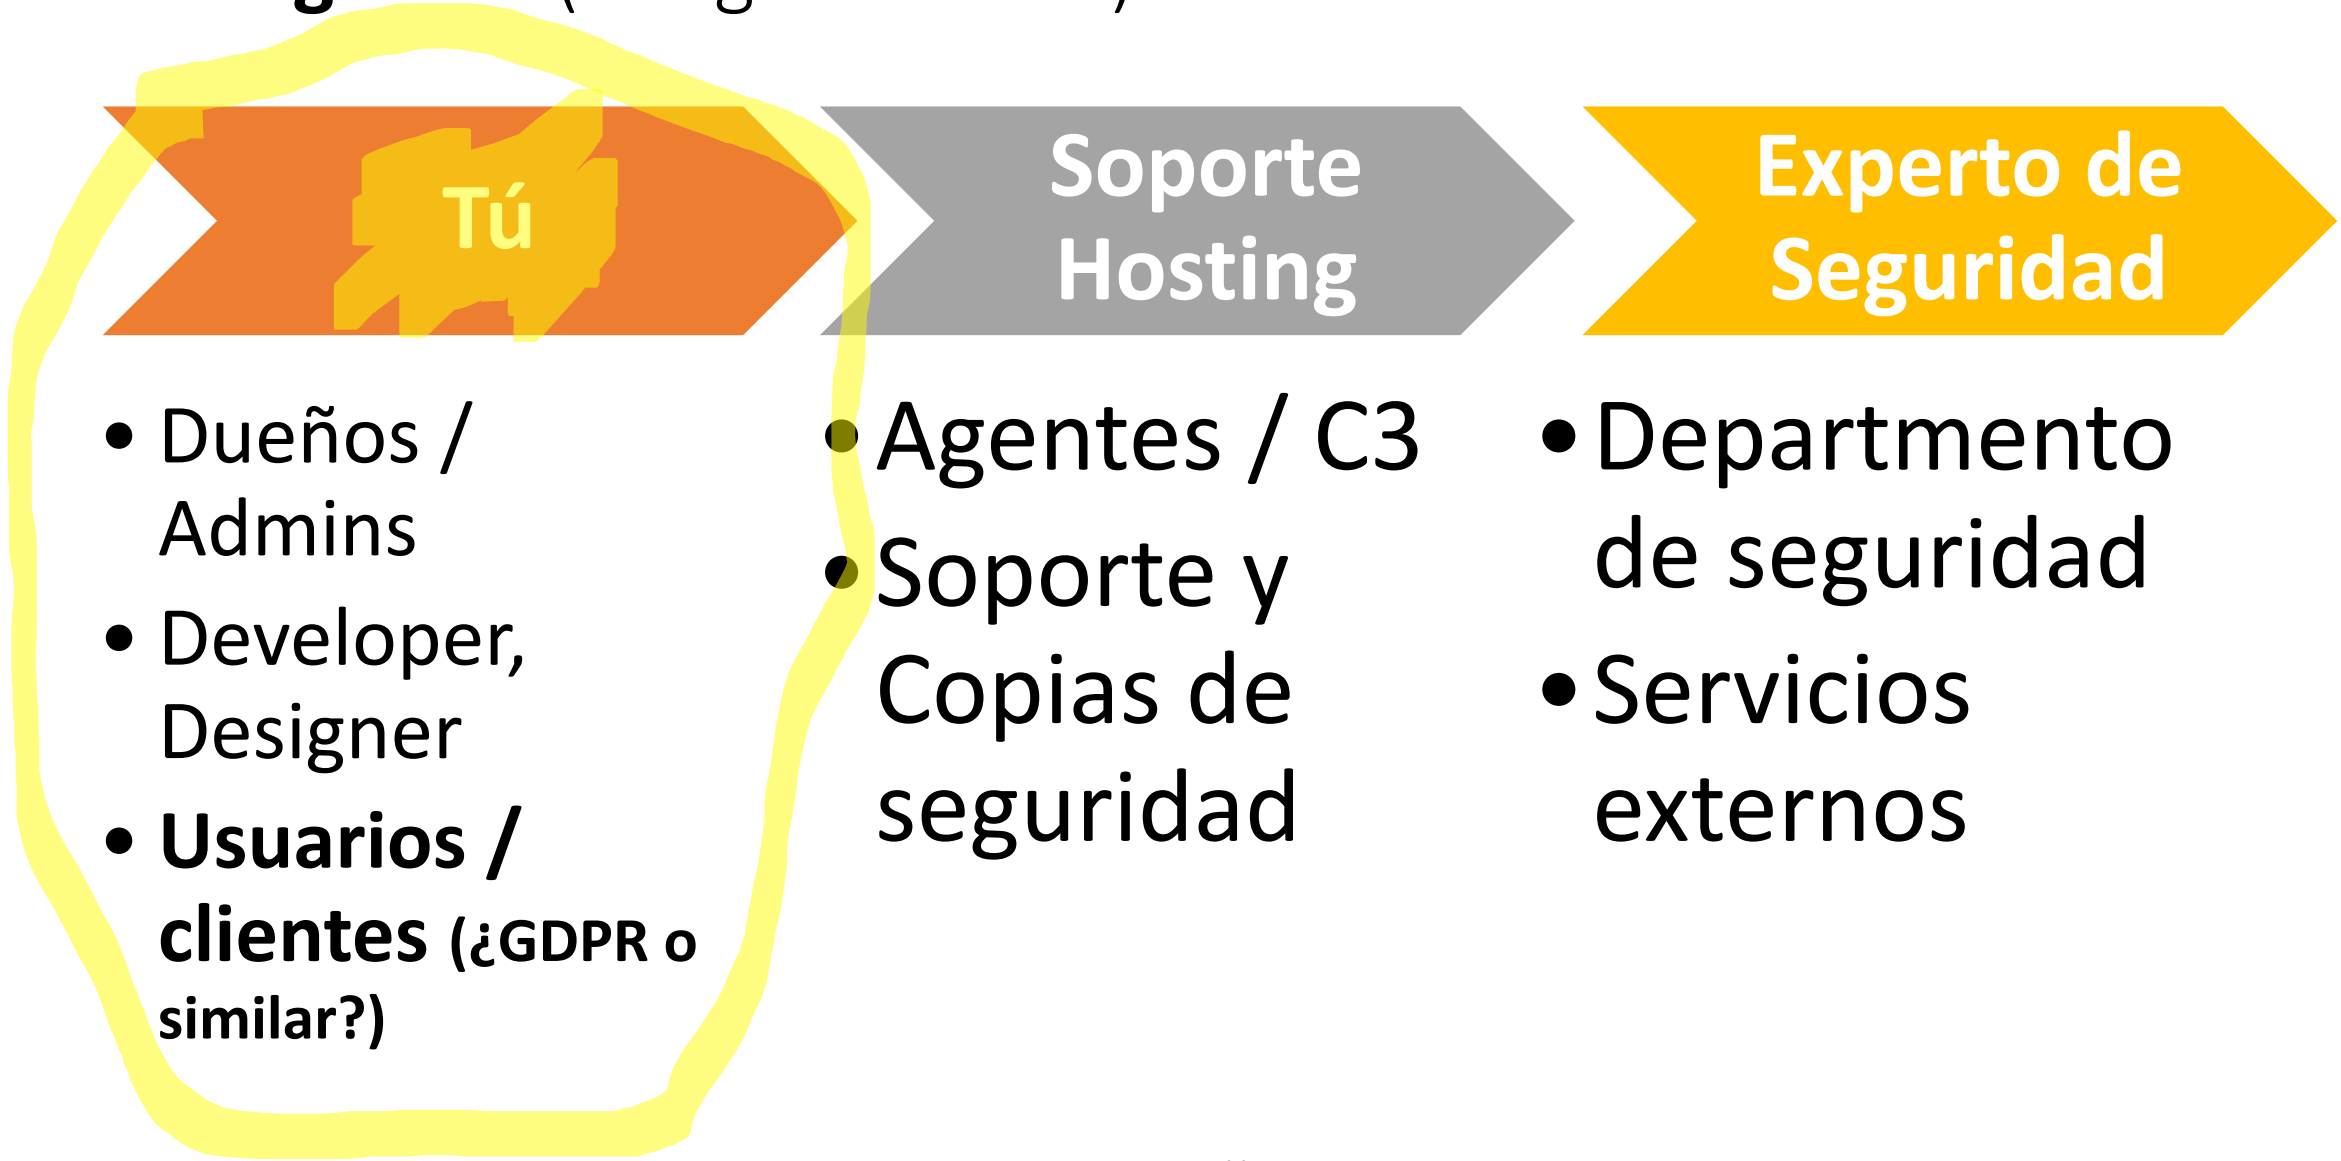 Tú
• Dueños /
Admins
• Developer,
Designer
• Usuarios /
clientes (¿GDPR o
similar?)
Soporte
Hosting
• Agentes / C3
• Soporte y
Copias de
seguridad
Experto de
Seguridad
• Departmento
de seguridad
• Servicios
externos